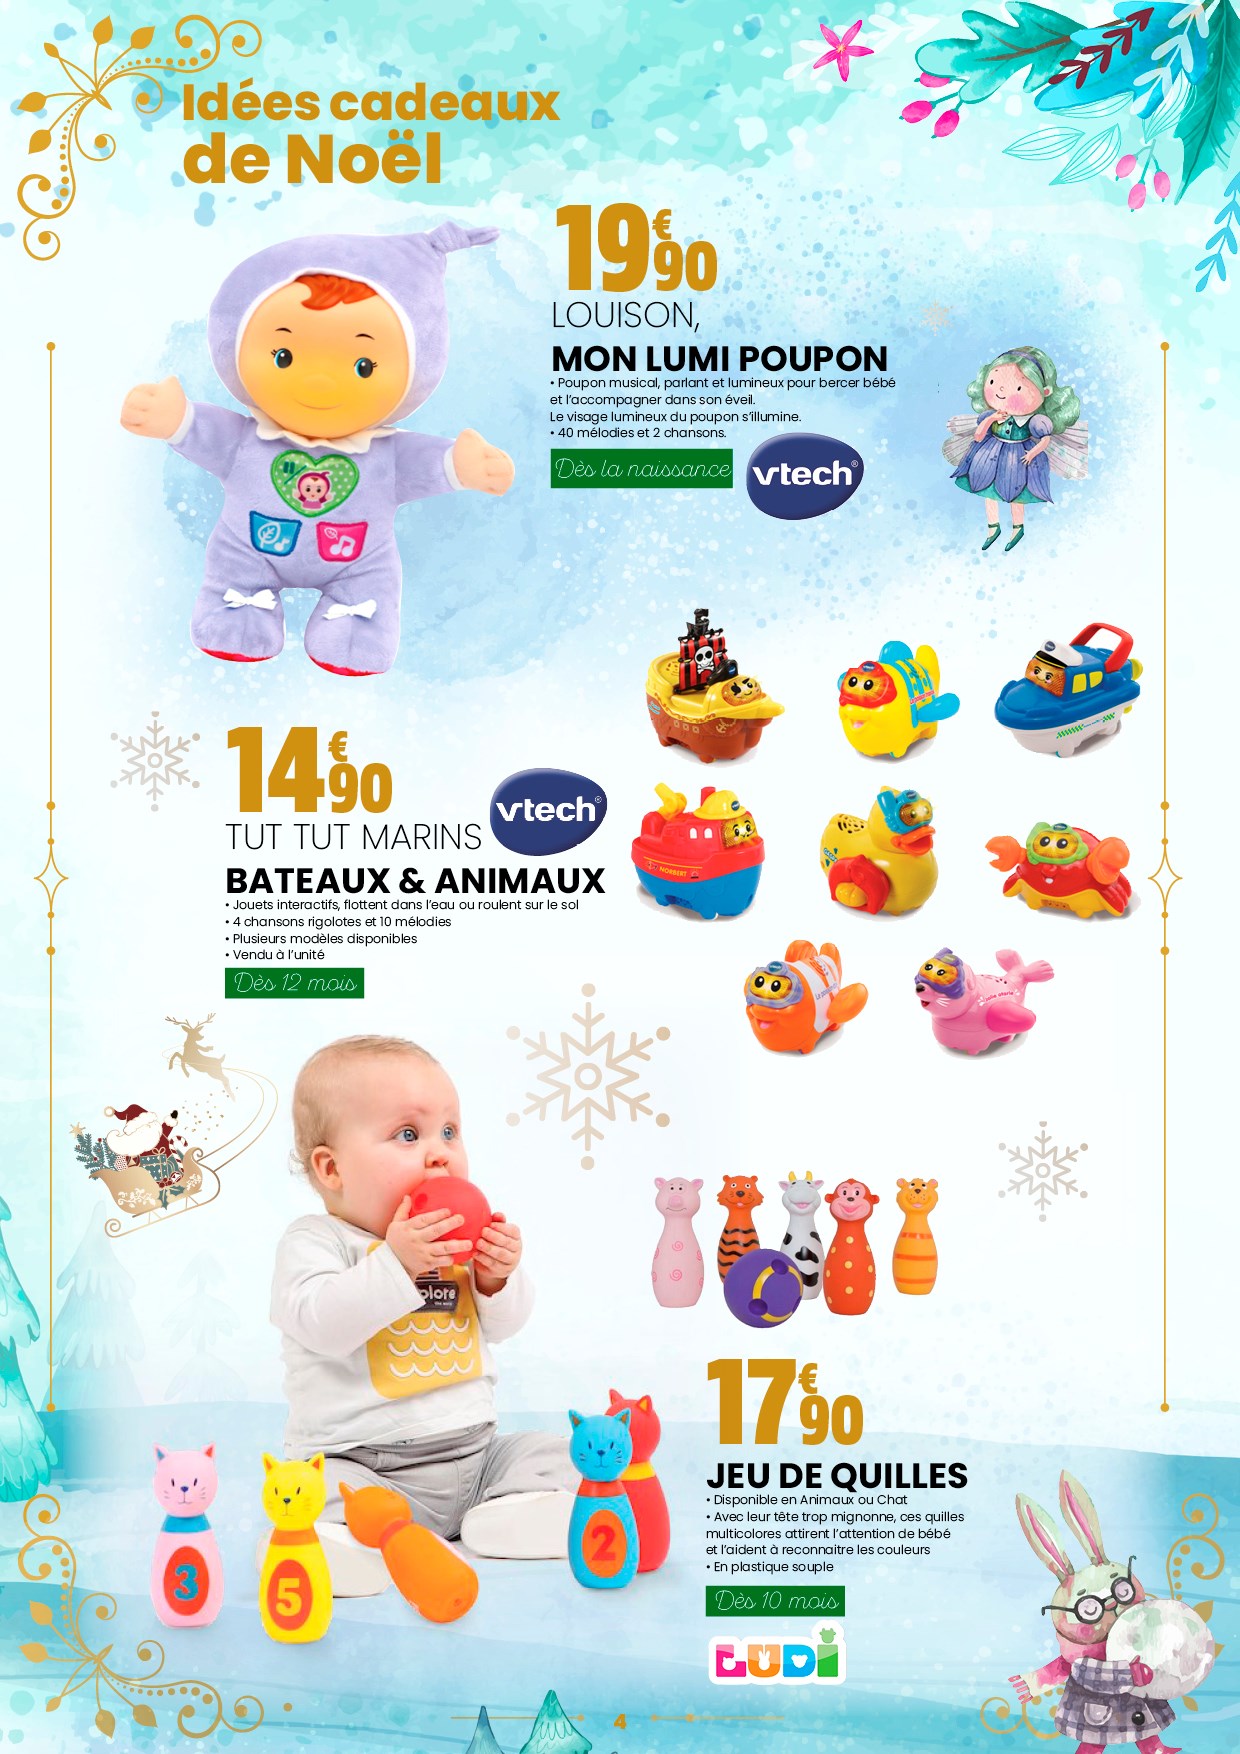 Idées cadeaux
de Noël
19€90
LOUISON,
MON LUMI POUPON
• Poupon musical, parlant et lumineux pour bercer bébé
et l'accompagner dans son éveil.
Le visage lumineux du poupon s'illumine.
• 40 mélodies et 2 chansons.
Dès la naissance
vtech®
14€90
TUT TUT MARINS
vtech®
BATEAUX & ANIMAUX
• Jouets interactifs, flottent dans l'eau ou roulent sur le sol
• 4 chansons rigolotes et 10 mélodies
• Plusieurs modèles disponibles
• Vendu à l'unité
Dès 12 mois
NORBERT
plore
3
5
2
17€90
JEU DE QUILLES
• Disponible en Animaux ou Chat
• Avec leur tête trop mignonne, ces quilles
multicolores attirent l'attention de bébé
et l'aident à reconnaitre les couleurs
• En plastique souple
Dès 10 mois
LUDI
4